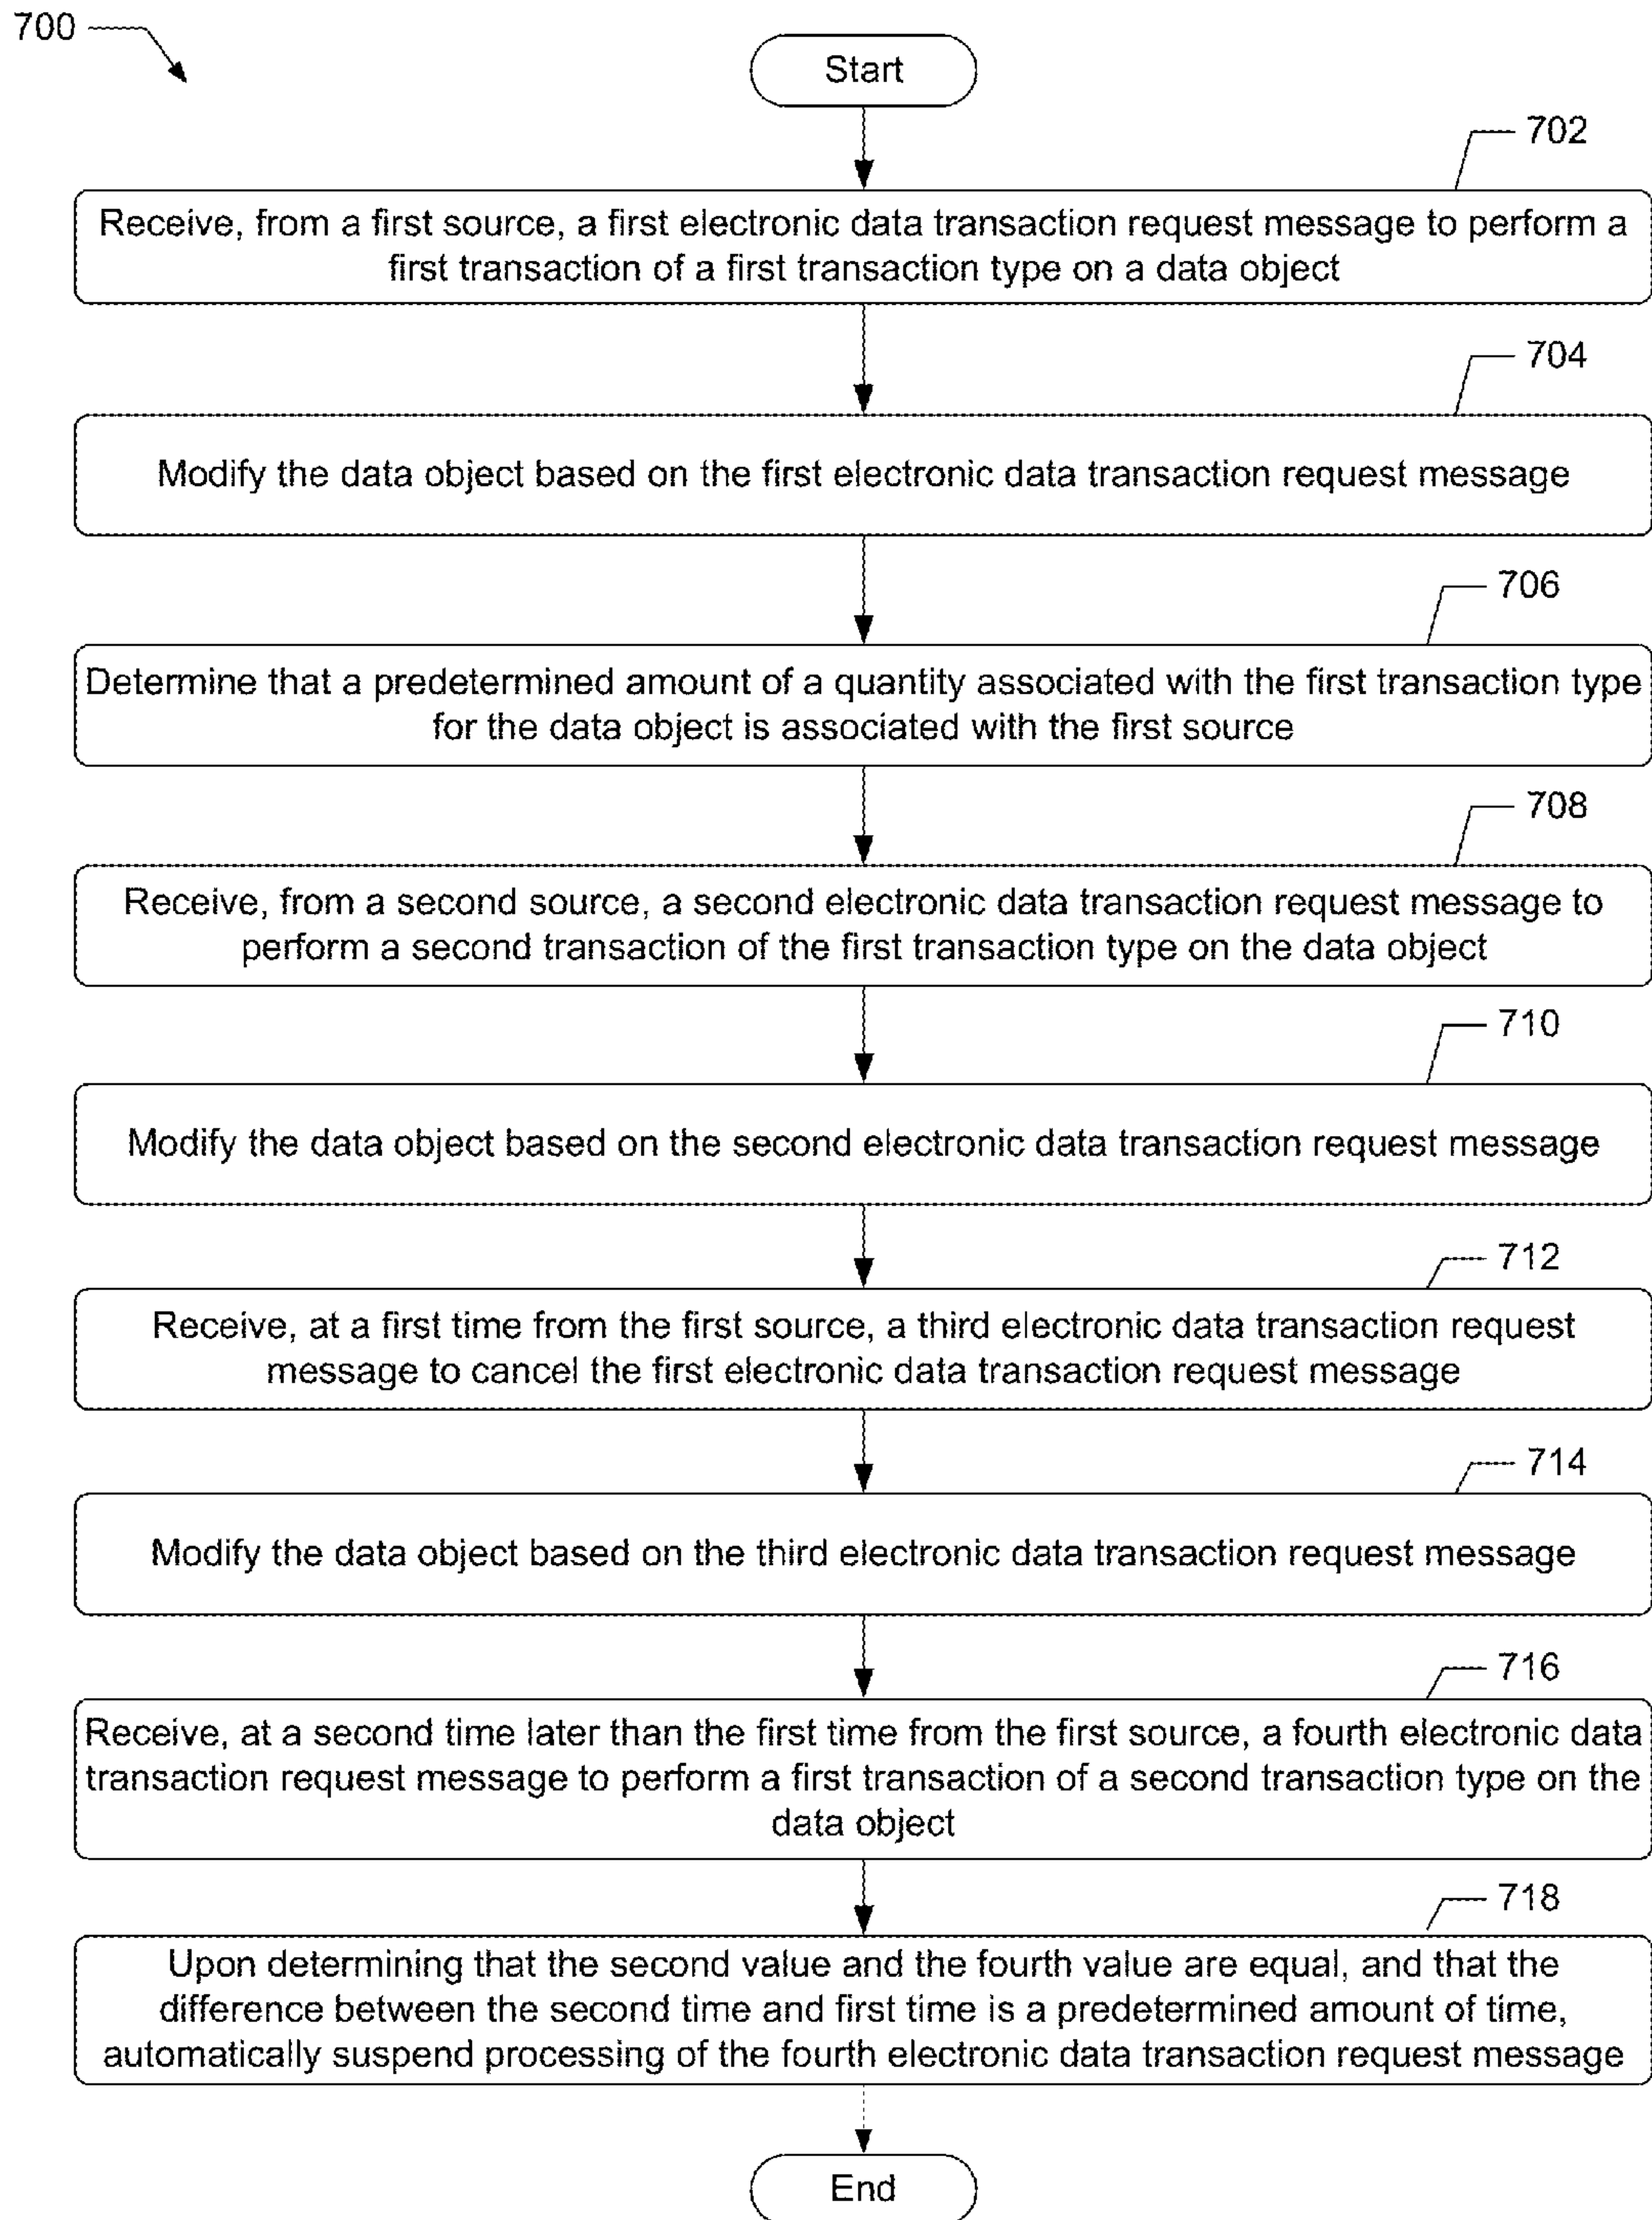 700
Start
702
Receive, from a first source, a first electronic data transaction request message to perform a
first transaction of a first transaction type on a data object
704
Modify the data object based on the first electronic data transaction request message
706
Determine that a predetermined amount of a quantity associated with the first transaction type
for the data object is associated with the first source
708
Receive, from a second source, a second electronic data transaction request message to
perform a second transaction of the first transaction type on the data object
710
Modify the data object based on the second electronic data transaction request message
712
Receive, at a first time from the first source, a third electronic data transaction request
message to cancel the first electronic data transaction request message
714
Modify the data object based on the third electronic data transaction request message
716
Receive, at a second time later than the first time from the first source, a fourth electronic data
transaction request message to perform a first transaction of a second transaction type on the
data object
718
Upon determining that the second value and the fourth value are equal, and that the
difference between the second time and first time is a predetermined amount of time,
automatically suspend processing of the fourth electronic data transaction request message
End